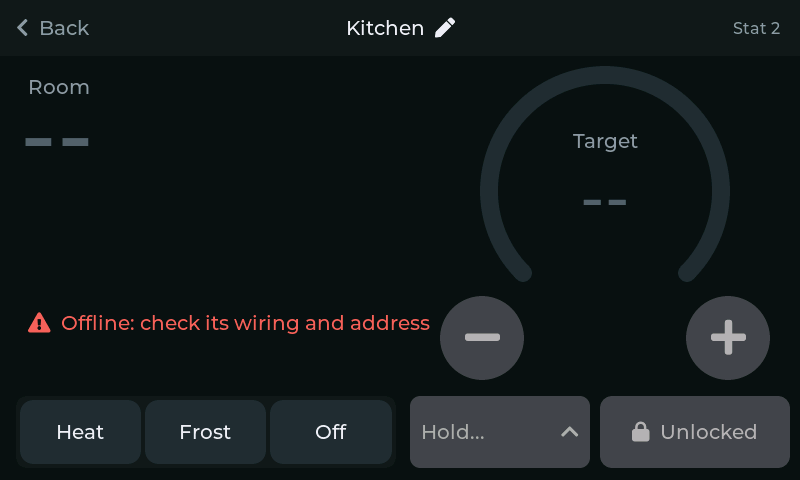 Back
Kitchen
Stat 2
Room
--
Target
--
Offline: check its wiring and address
Heat
Frost
Off
Hold...
Unlocked